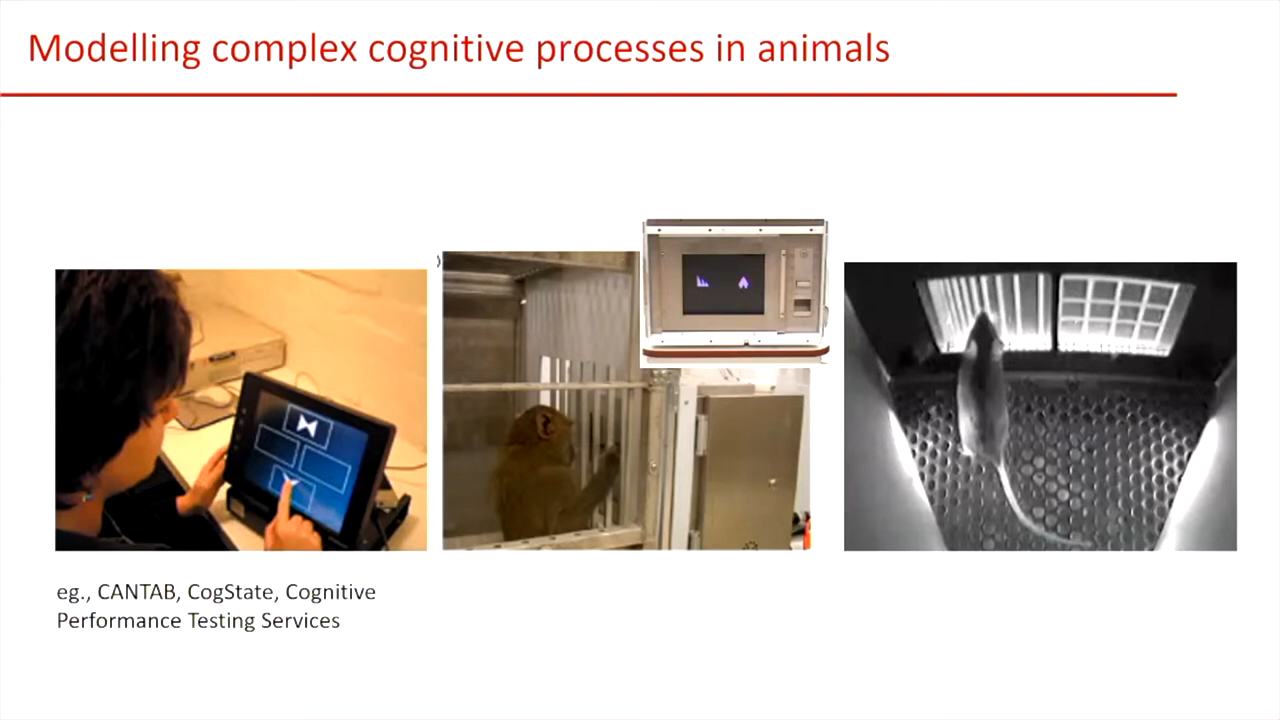 Modelling complex cognitive processes in animals
eg., CANTAB, CogState, Cognitive
Performance Testing Services